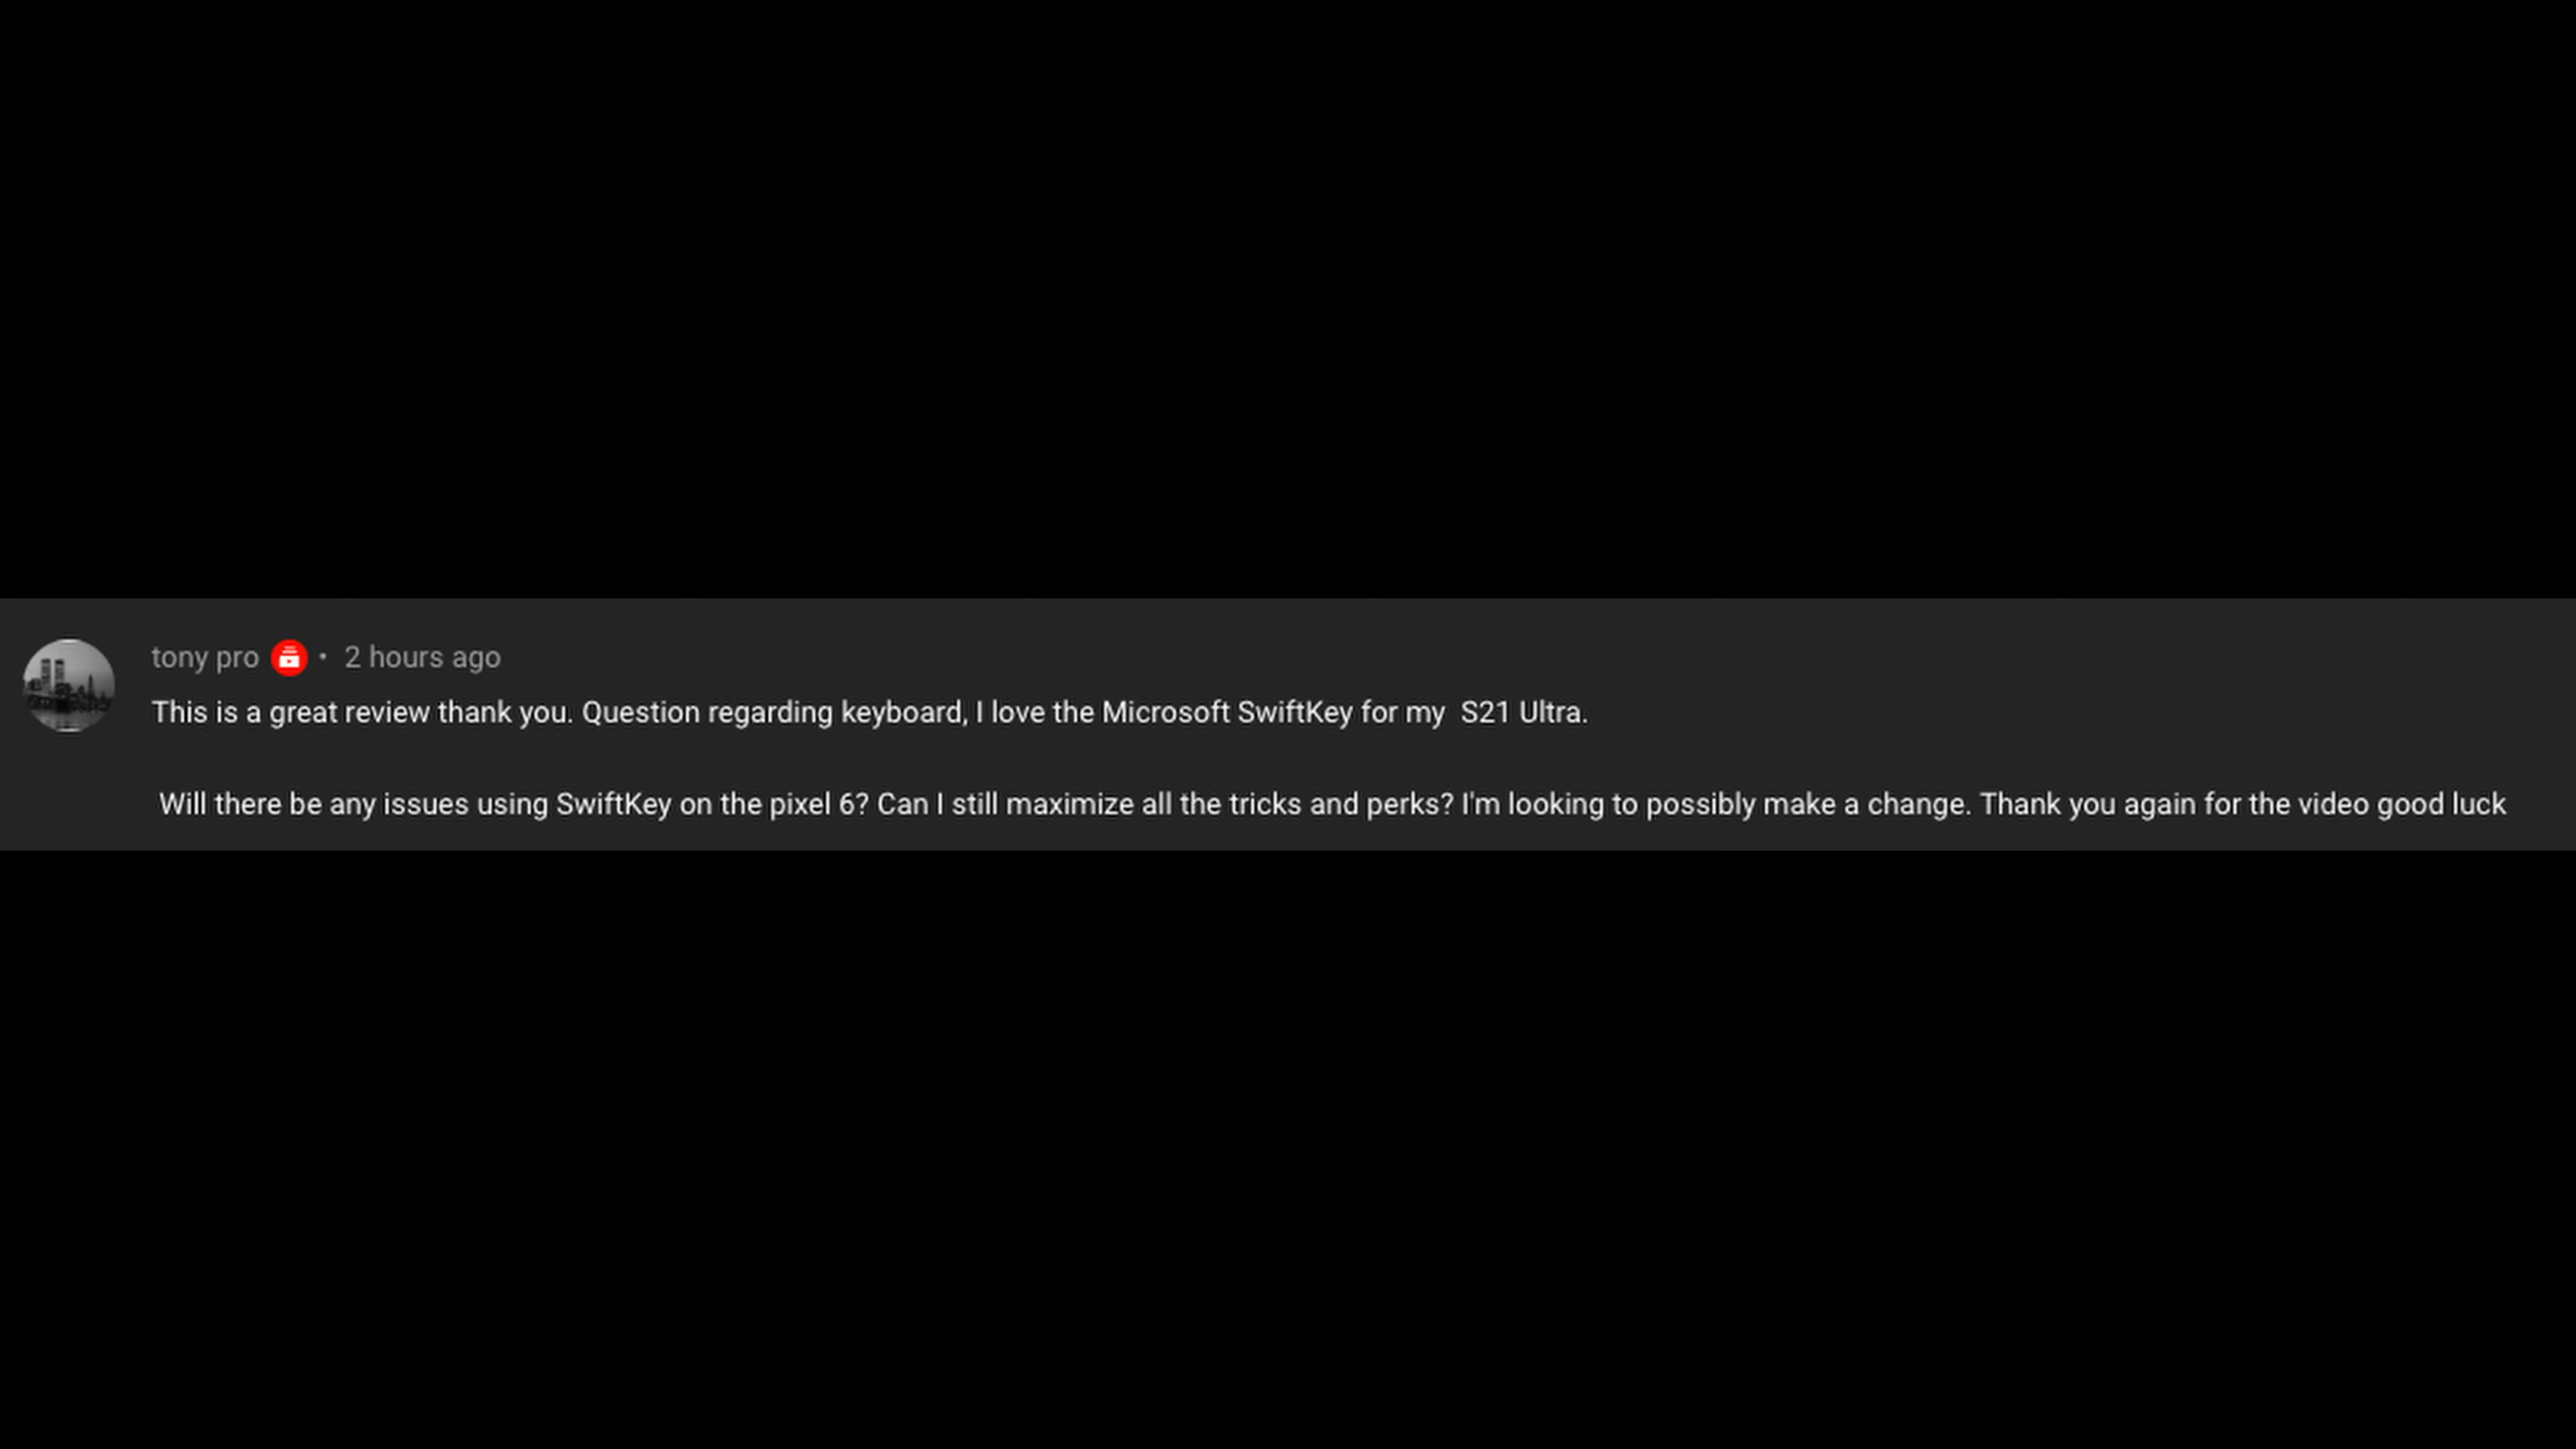 tony pro • 2 hours ago
This is a great review thank you. Question regarding keyboard, I love the Microsoft SwiftKey for my  S21 Ultra.
Will there be any issues using SwiftKey on the pixel 6? Can I still maximize all the tricks and perks? I'm looking to possibly make a change. Thank you again for the video good luck